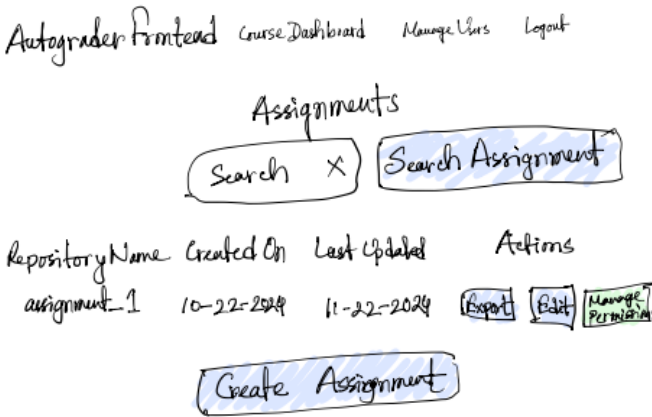 Autograder Frontend Course Dashboard Manage Users Logout
Assignments
Search X Search Assignment
Repository Name Created On Last Updated Actions
assignment_1 10-22-2024 11-22-2024 Export Edit Manage
Permission
Create Assignment